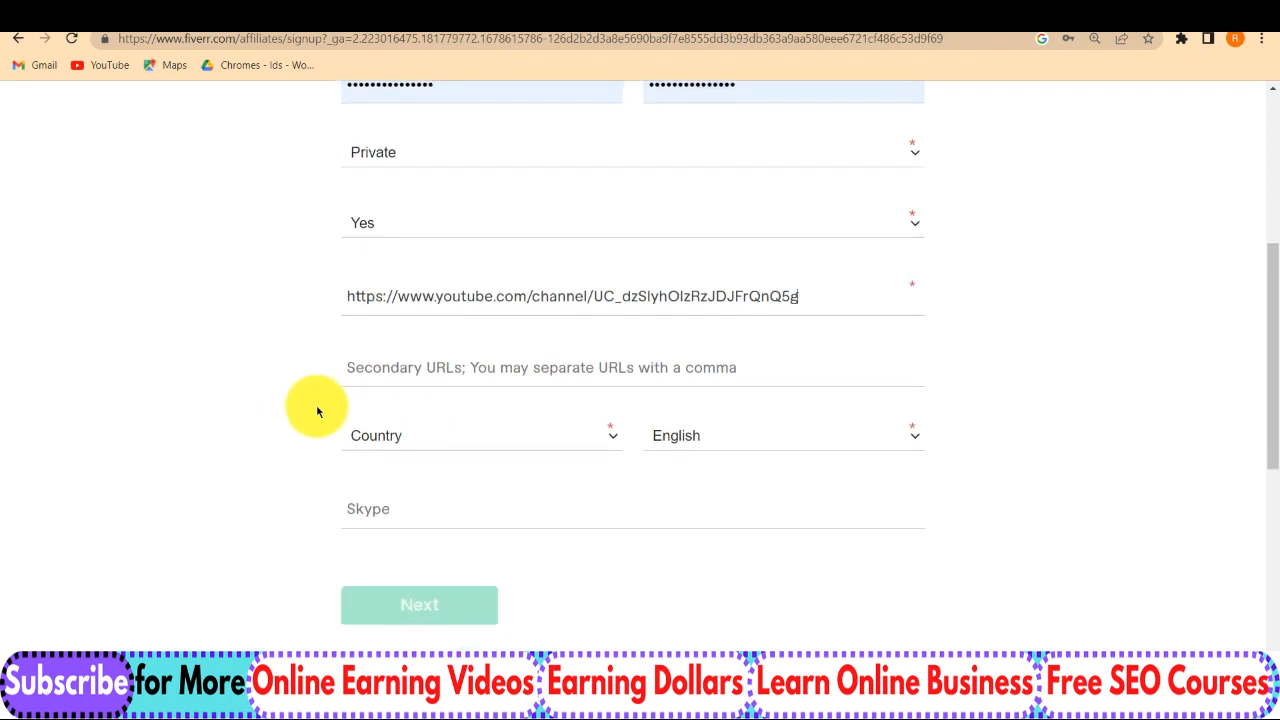 https://www.fiverr.com/affiliates/signup?_ga=2.223016475.181779772.1678615786-126d2b2d3a8e5690ba9f7e8555dd3b93db363a9aa580eee6721cf486c53d9f69
R
Gmail YouTube Maps Chromes - Ids - Wo...
•••••••••••••• ••••••••••••••
Private *
Yes *
https://www.youtube.com/channel/UC_dzSlyhOlzRzJDJFrQnQ5g *
Secondary URLs; You may separate URLs with a comma
Country * English *
Skype
Next
Subscribe for More Online Earning Videos Earning Dollars Learn Online Business Free SEO Courses